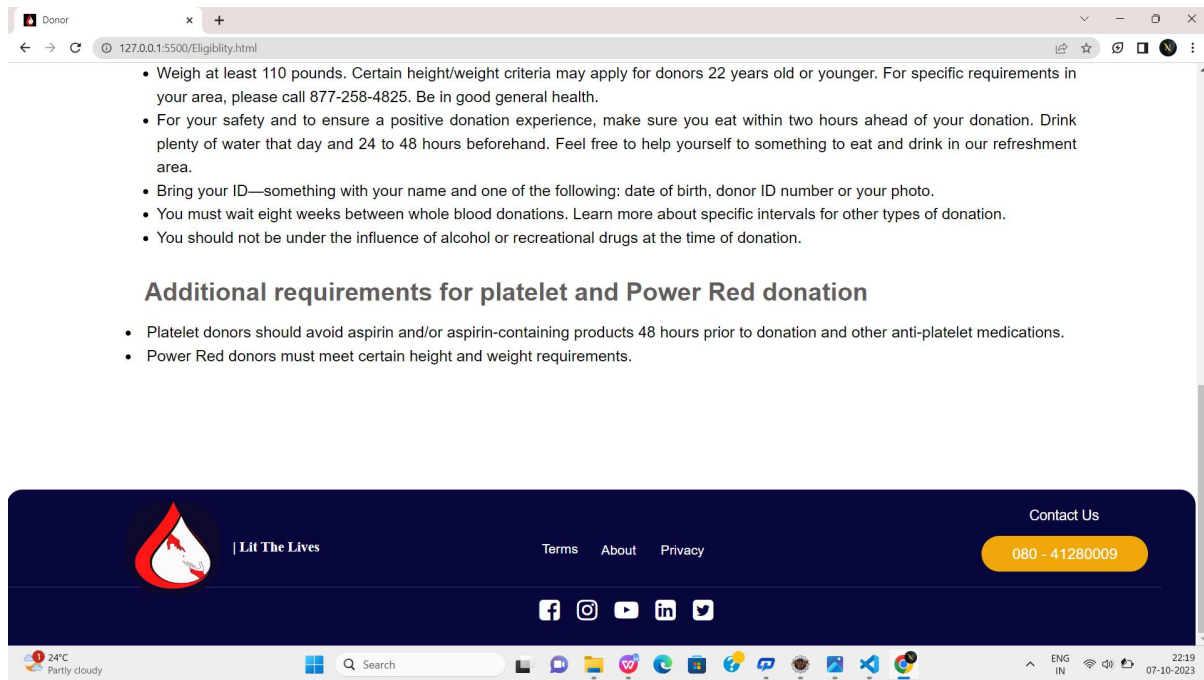 Donor
127.0.0.1:5500/Eligiblity.html
• Weigh at least 110 pounds. Certain height/weight criteria may apply for donors 22 years old or younger. For specific requirements in
your area, please call 877-258-4825. Be in good general health.
• For your safety and to ensure a positive donation experience, make sure you eat within two hours ahead of your donation. Drink
plenty of water that day and 24 to 48 hours beforehand. Feel free to help yourself to something to eat and drink in our refreshment
area.
• Bring your ID—something with your name and one of the following: date of birth, donor ID number or your photo.
• You must wait eight weeks between whole blood donations. Learn more about specific intervals for other types of donation.
• You should not be under the influence of alcohol or recreational drugs at the time of donation.
Additional requirements for platelet and Power Red donation
• Platelet donors should avoid aspirin and/or aspirin-containing products 48 hours prior to donation and other anti-platelet medications.
• Power Red donors must meet certain height and weight requirements.
| Lit The Lives
Terms About Privacy
Contact Us
080 - 41280009
1
24°C
Partly cloudy
Search
ENG
IN
22:19
07-10-2023